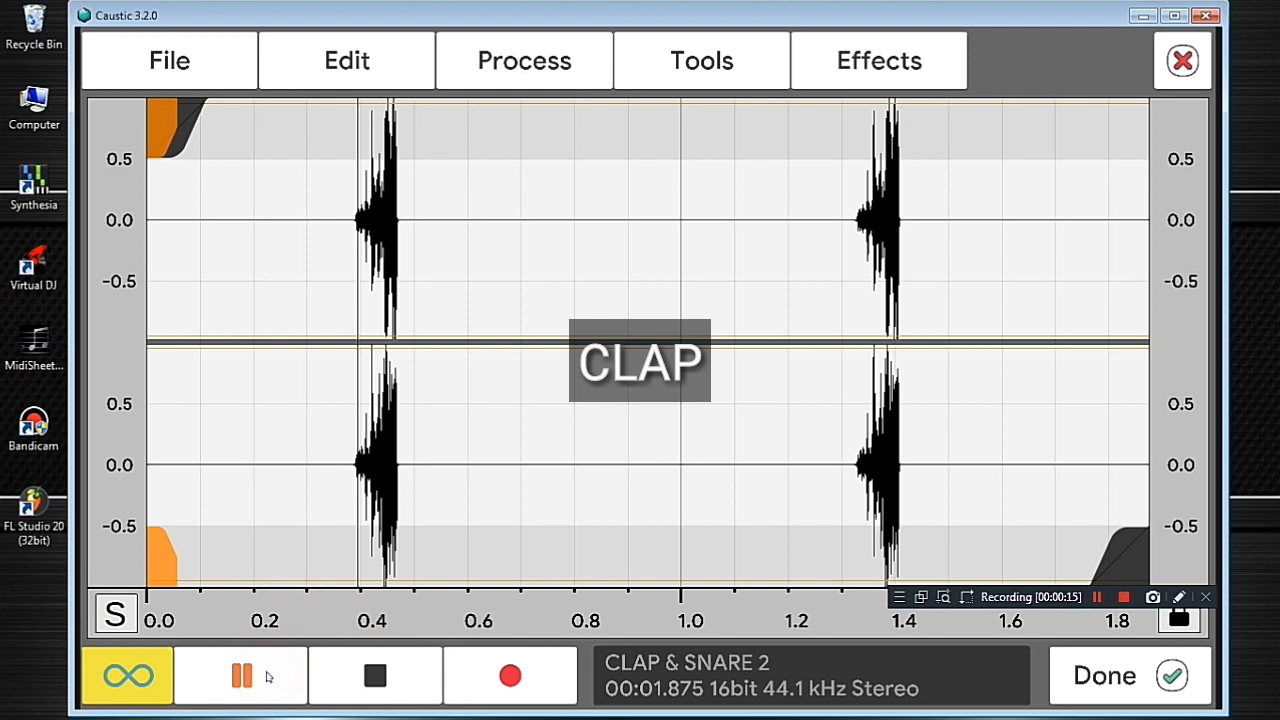 Caustic 3.2.0
Recycle Bin
Computer
Synthesia
Virtual DJ
MidiSheet...
Bandicam
FL Studio 20
(32bit)
File Edit Process Tools Effects
0.5 0.5
0.0 0.0
-0.5 -0.5
CLAP
0.5 0.5
0.0 0.0
-0.5 -0.5
Recording [00:00:15]
S 0.0 0.2 0.4 0.6 0.8 1.0 1.2 1.4 1.6 1.8
CLAP & SNARE 2
00:01.875 16bit 44.1 kHz Stereo
Done